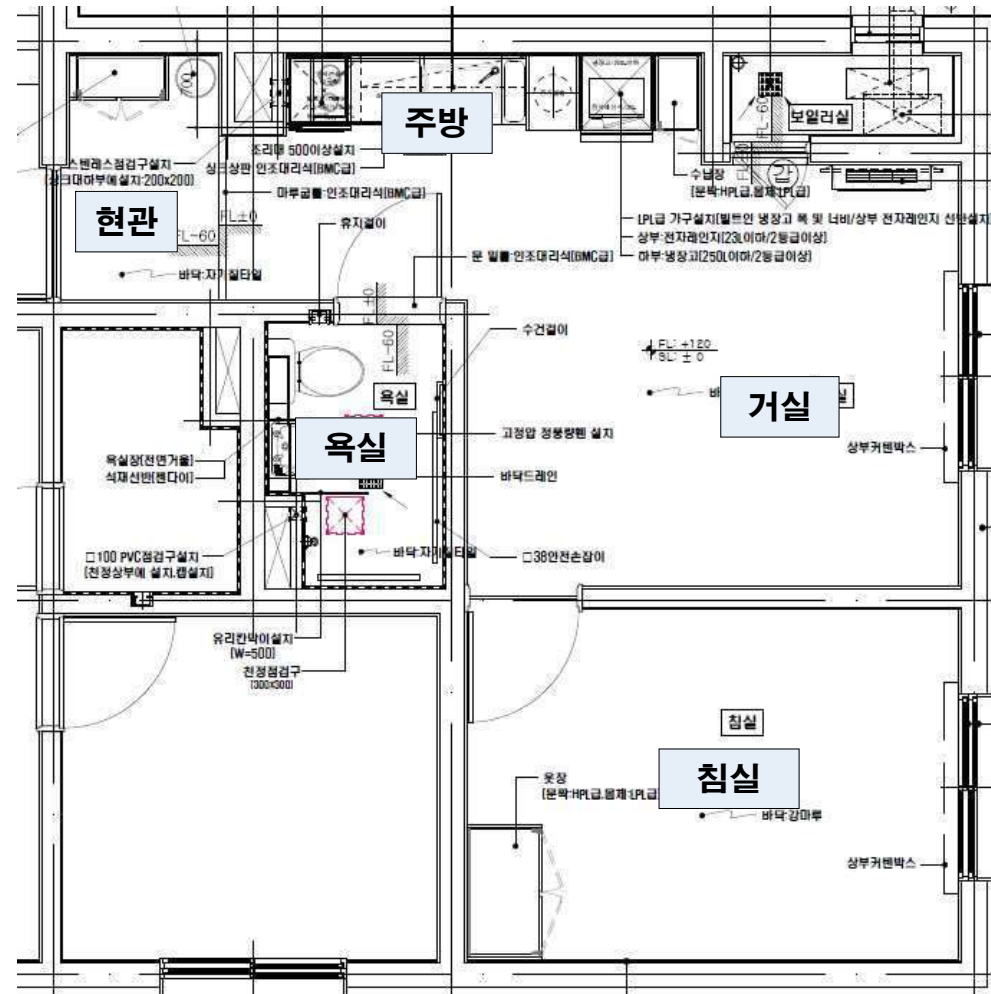 주방
보일러실
조리대 500이상설치
싱크상판 인조대리석[BMC급]
스텐레스점검구설치
[싱크대하부에설치:200x200]
마루굽틀:인조대리석[BMC급]
수납장
[문짝:HPL급,몸체:LPL급]
현관
FL±0
FL-60
휴지걸이
LPL급 가구설치[빌트인 냉장고 폭 및 너비/상부 전자레인지 선반설치]
상부:전자레인지[23L이하/2등급이상]
하부:냉장고[250L이하/2등급이상]
문 밑틀:인조대리석[BMC급]
바닥:자기질타일
FL±0
FL-60
FL-60
수건걸이
FL: +120
SL: ± 0
욕실
거실
욕실
고정압 정풍량휀 설치
상부커텐박스
욕실장[전면거울]
석재선반[젠다이]
바닥드레인
□100 PVC점검구설치
[천정상부에 설치,캡설치]
바닥:자기질타일
□38안전손잡이
유리칸막이설치
[W=500]
천정점검구
[300X300]
침실
침실
옷장
[문짝:HPL급,몸체:LPL급]
바닥:강마루
상부커텐박스